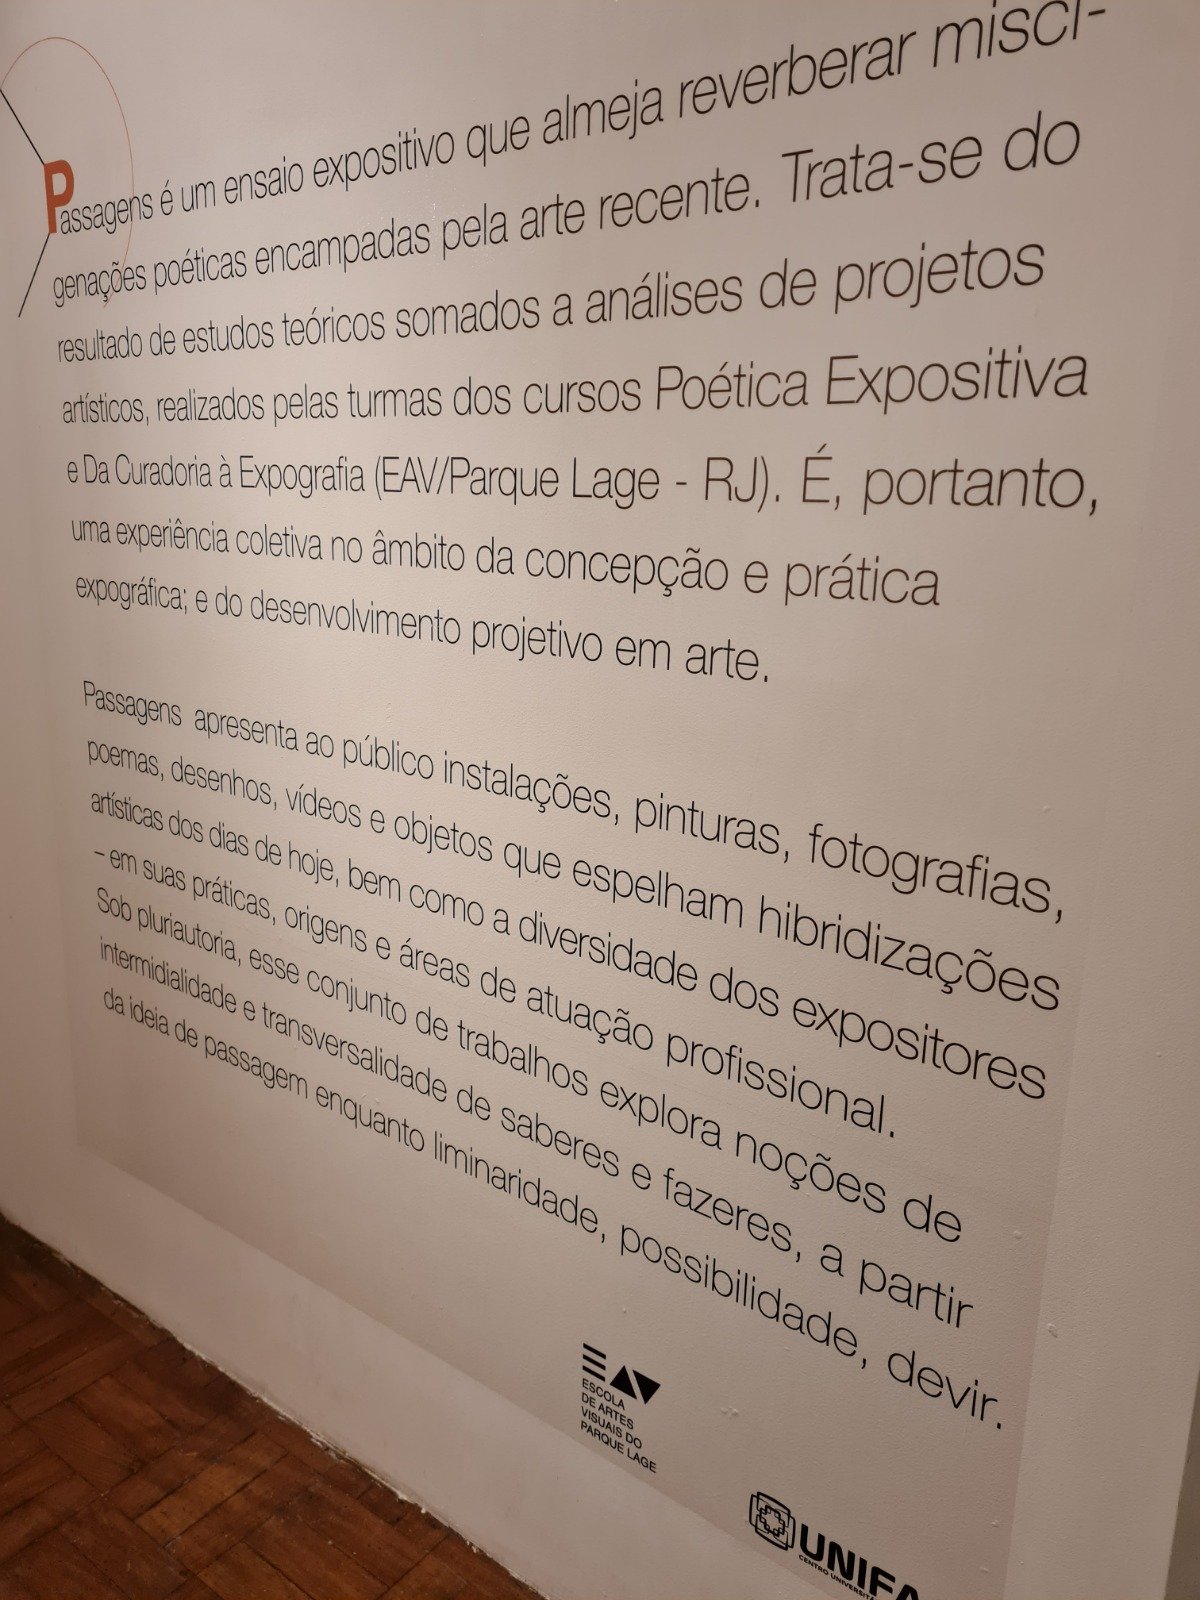 Passagens é um ensaio expositivo que almeja reverberar misci-
genações poéticas encampadas pela arte recente. Trata-se do
resultado de estudos teóricos somados a análises de projetos
artísticos, realizados pelas turmas dos cursos Poética Expositiva
e Da Curadoria à Expografia (EAV/Parque Lage - RJ). É, portanto,
uma experiência coletiva no âmbito da concepção e prática
expográfica; e do desenvolvimento projetivo em arte.
Passagens apresenta ao público instalações, pinturas, fotografias,
poemas, desenhos, vídeos e objetos que espelham hibridizações
artísticas dos dias de hoje, bem como a diversidade dos expositores
– em suas práticas, origens e áreas de atuação profissional.
Sob pluriautoria, esse conjunto de trabalhos explora noções de
intermidialidade e transversalidade de saberes e fazeres, a partir
da ideia de passagem enquanto liminaridade, possibilidade, devir.
EAV
ESCOLA
DE ARTES
VISUAIS DO
PARQUE LAGE
UNIFA
CENTRO UNIVERSITÁ